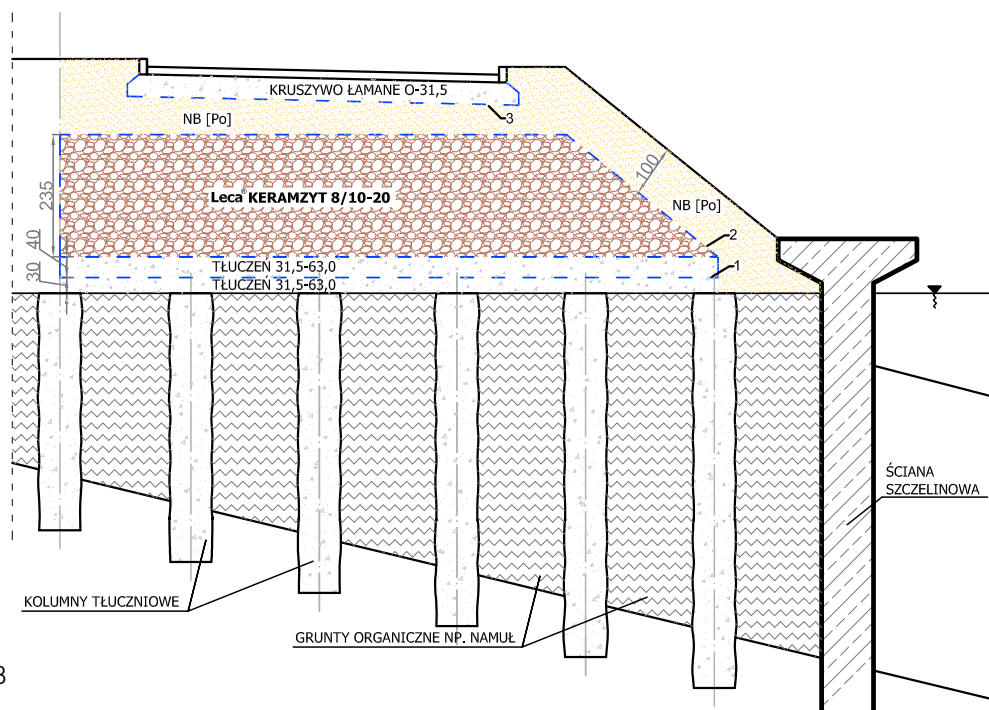 KRUSZYWO ŁAMANE O-31,5
3
NB [Po]
100
235
Leca® KERAMZYT 8/10-20
NB [Po]
2
40
TŁUCZEŃ 31,5-63,0
1
30
TŁUCZEŃ 31,5-63,0
ŚCIANA
SZCZELINOWA
KOLUMNY TŁUCZNIOWE
GRUNTY ORGANICZNE NP. NAMUŁ